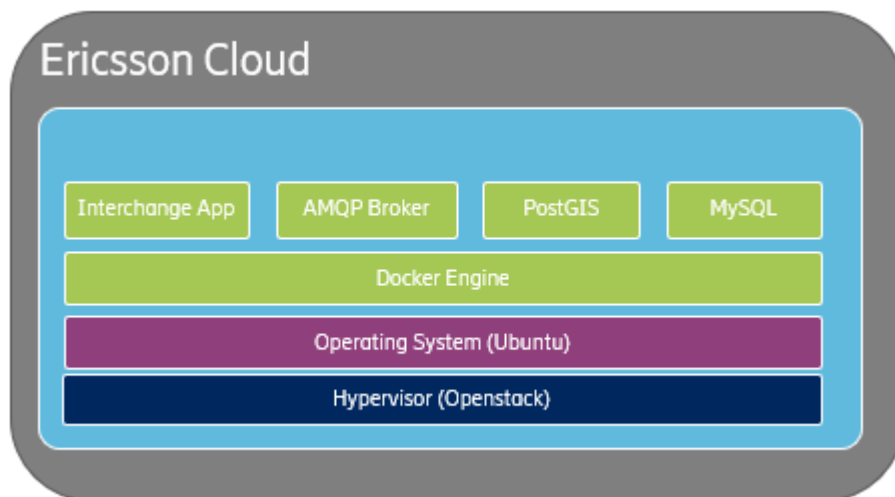 Ericsson Cloud
Interchange App
AMQP Broker
PostGIS
MySQL
Docker Engine
Operating System (Ubuntu)
Hypervisor (Openstack)